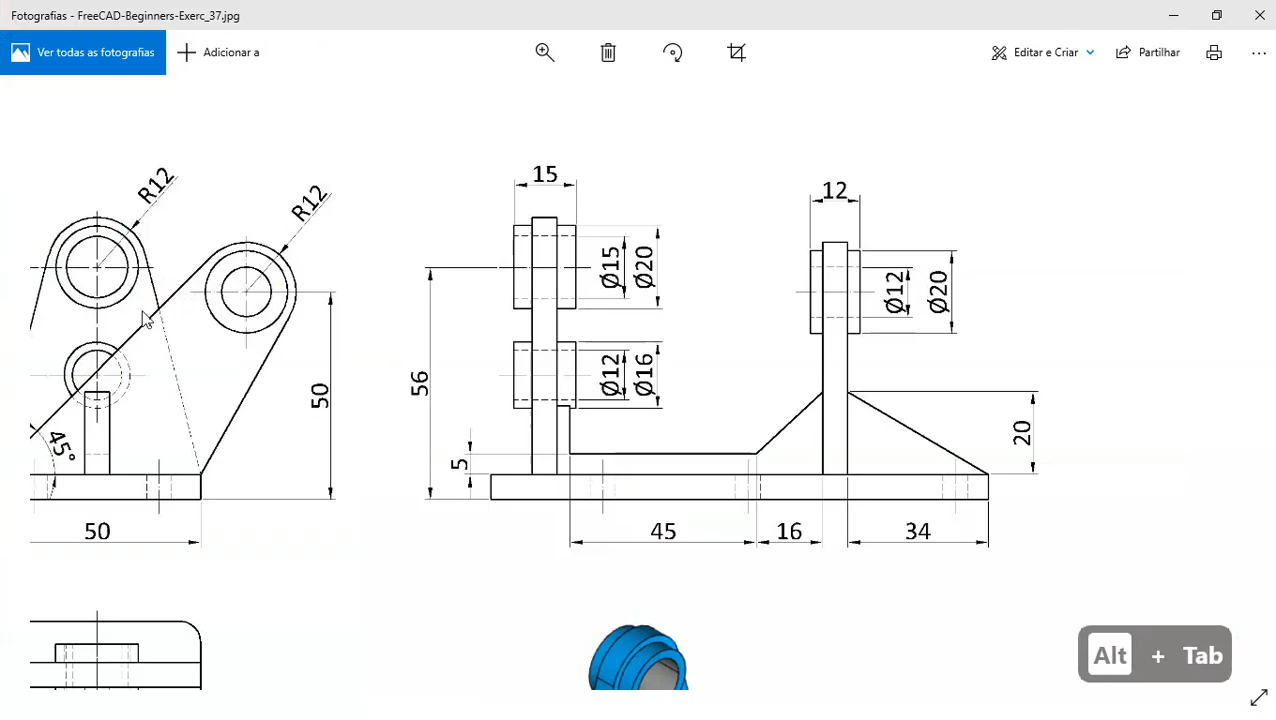 Fotografias - FreeCAD-Beginners-Exerc_37.jpg
Ver todas as fotografias
Adicionar a
Editar e Criar
Partilhar
R12
R12
15
12
Ø15
Ø20
Ø12
Ø20
56
Ø12
Ø16
50
45°
5
20
50
45
16
34
Alt + Tab